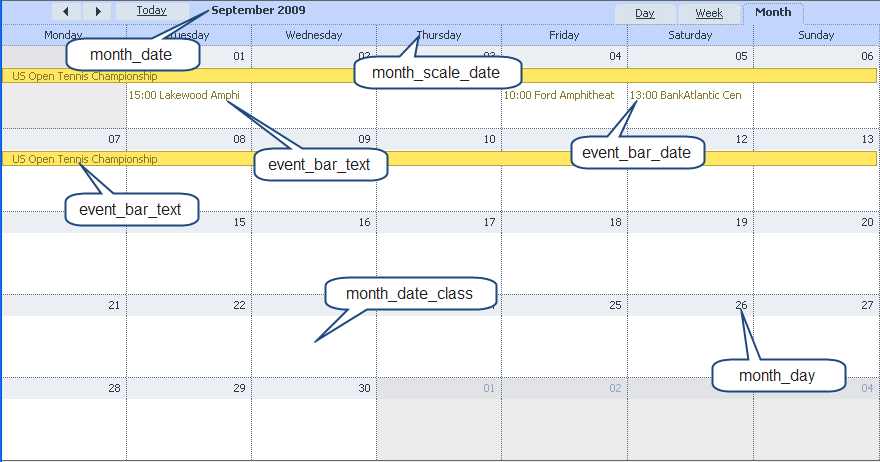 Today September 2009 Day Week Month
Monday Tuesday Wednesday Thursday Friday Saturday Sunday
month_date
month_scale_date
01 02 03 04 05 06
US Open Tennis Championship
15:00 Lakewood Amphi 10:00 Ford Amphitheat 13:00 BankAtlantic Cen
event_bar_text
event_bar_date
07 08 09 10 12 13
US Open Tennis Championship
event_bar_text
15 16 17 18 19 20
month_date_class
21 22 25 26 27
month_day
28 29 30 01 02 04